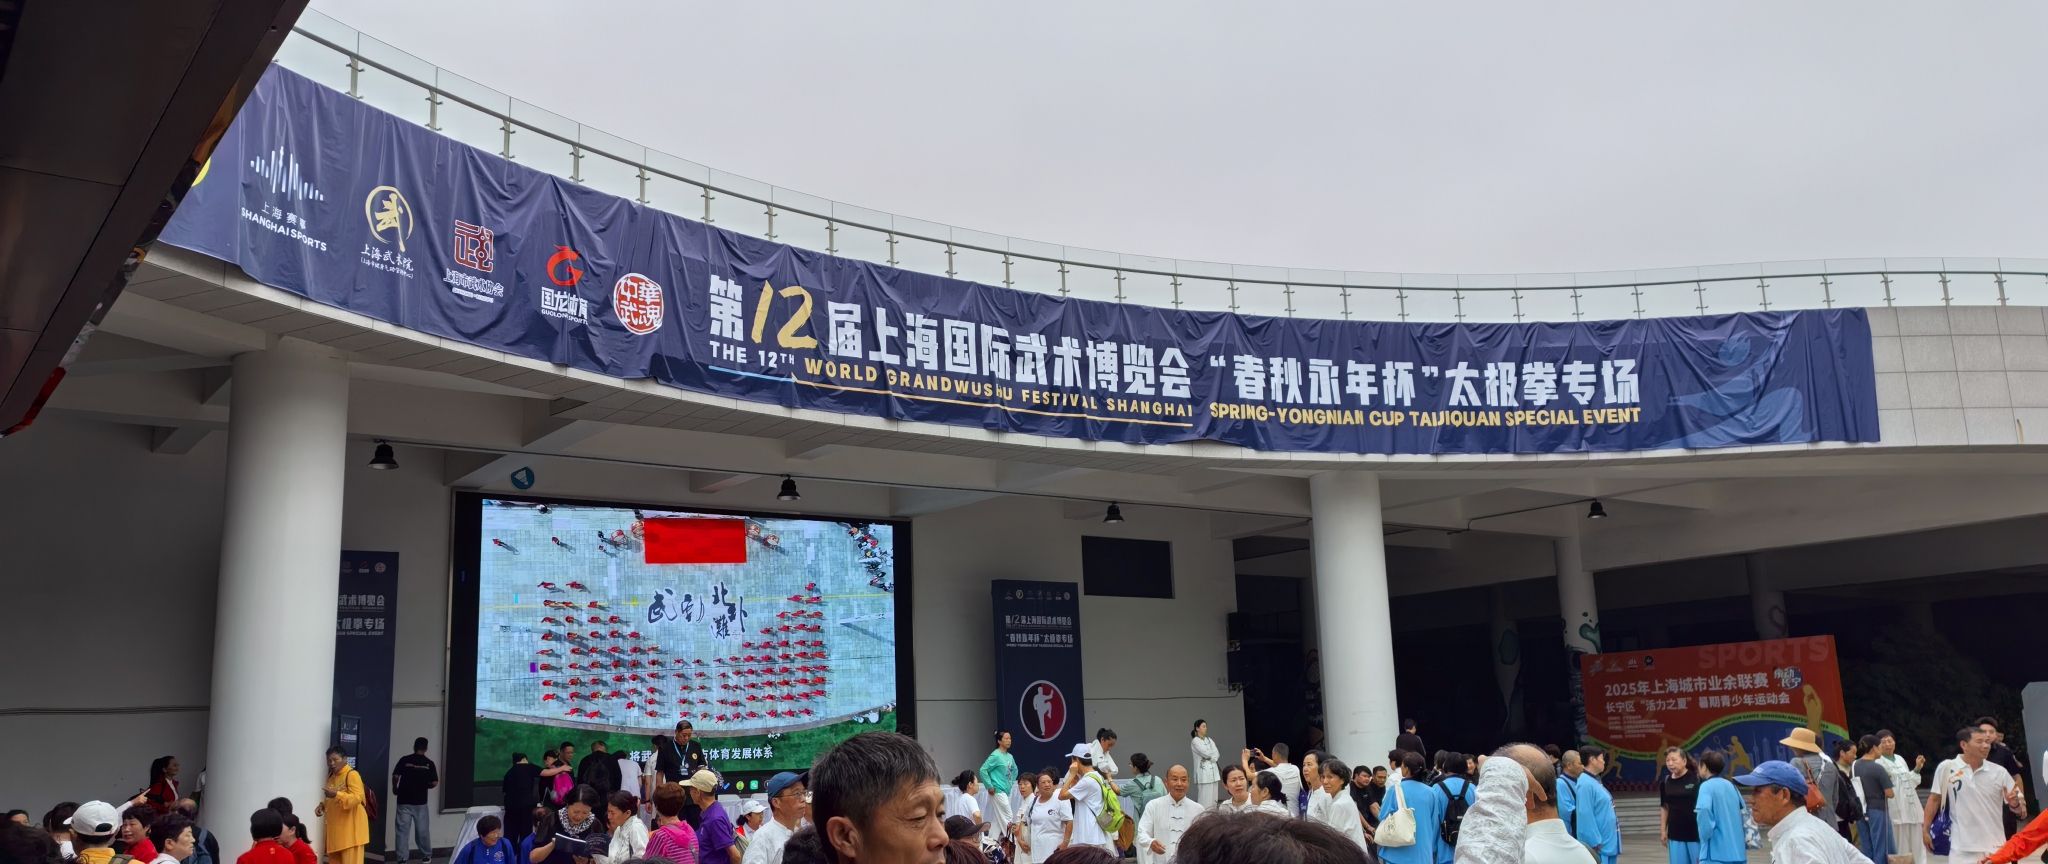 上海赛事
SHANGHAI SPORTS
武
上海武术院
上海市武术协会
国龙体育
GUOLONG SPORTS
中華
武魂
第12届上海国际武术博览会 “春秋永年杯”太极拳专场
THE 12TH WORLD GRANDWUSHU FESTIVAL SHANGHAI SPRING-YONGNIAN CUP TAIJIQUAN SPECIAL EVENT
武术博览会
太极拳专场
SPECIAL EVENT
第12届上海国际武术博览会
“春秋永年杯”太极拳专场
SPORTS
2025年上海城市业余联赛
长宁区“活力之夏”暑期青少年运动会